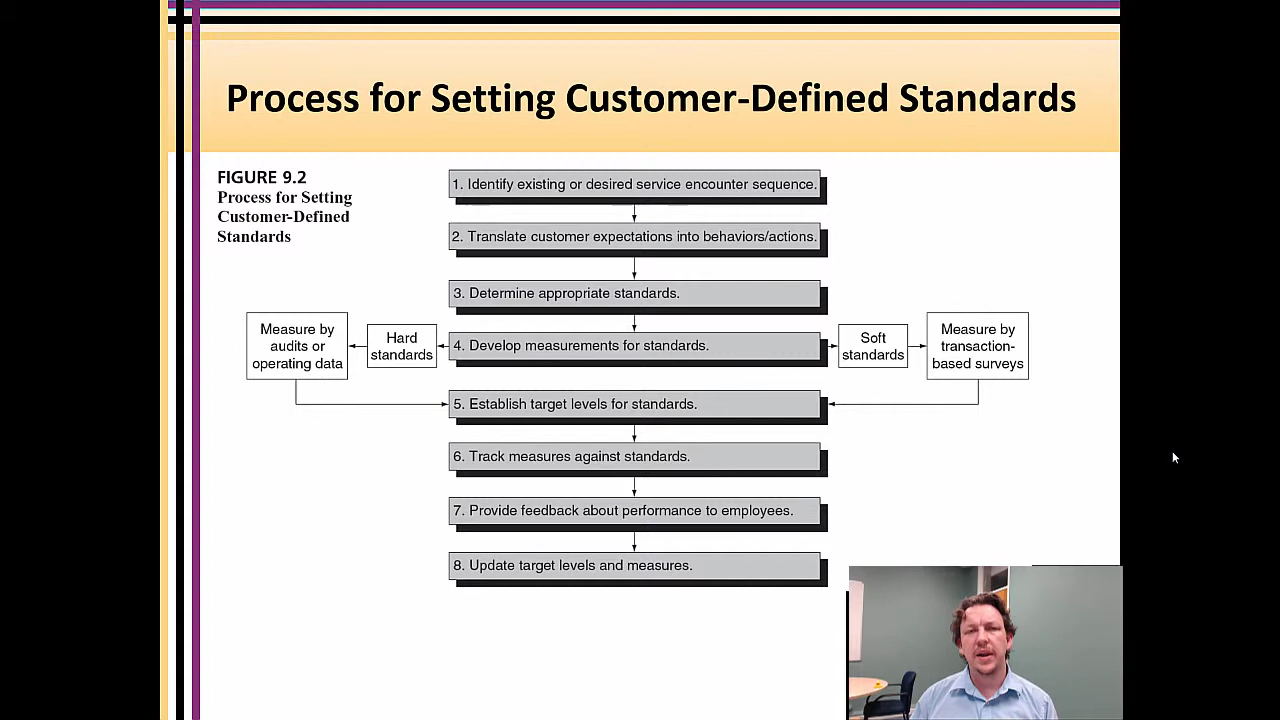 Process for Setting Customer-Defined Standards
FIGURE 9.2
Process for Setting
Customer-Defined
Standards
1. Identify existing or desired service encounter sequence.
2. Translate customer expectations into behaviors/actions.
3. Determine appropriate standards.
Measure by
audits or
operating data
Hard
standards
4. Develop measurements for standards.
Soft
standards
Measure by
transaction-
based surveys
5. Establish target levels for standards.
6. Track measures against standards.
7. Provide feedback about performance to employees.
8. Update target levels and measures.